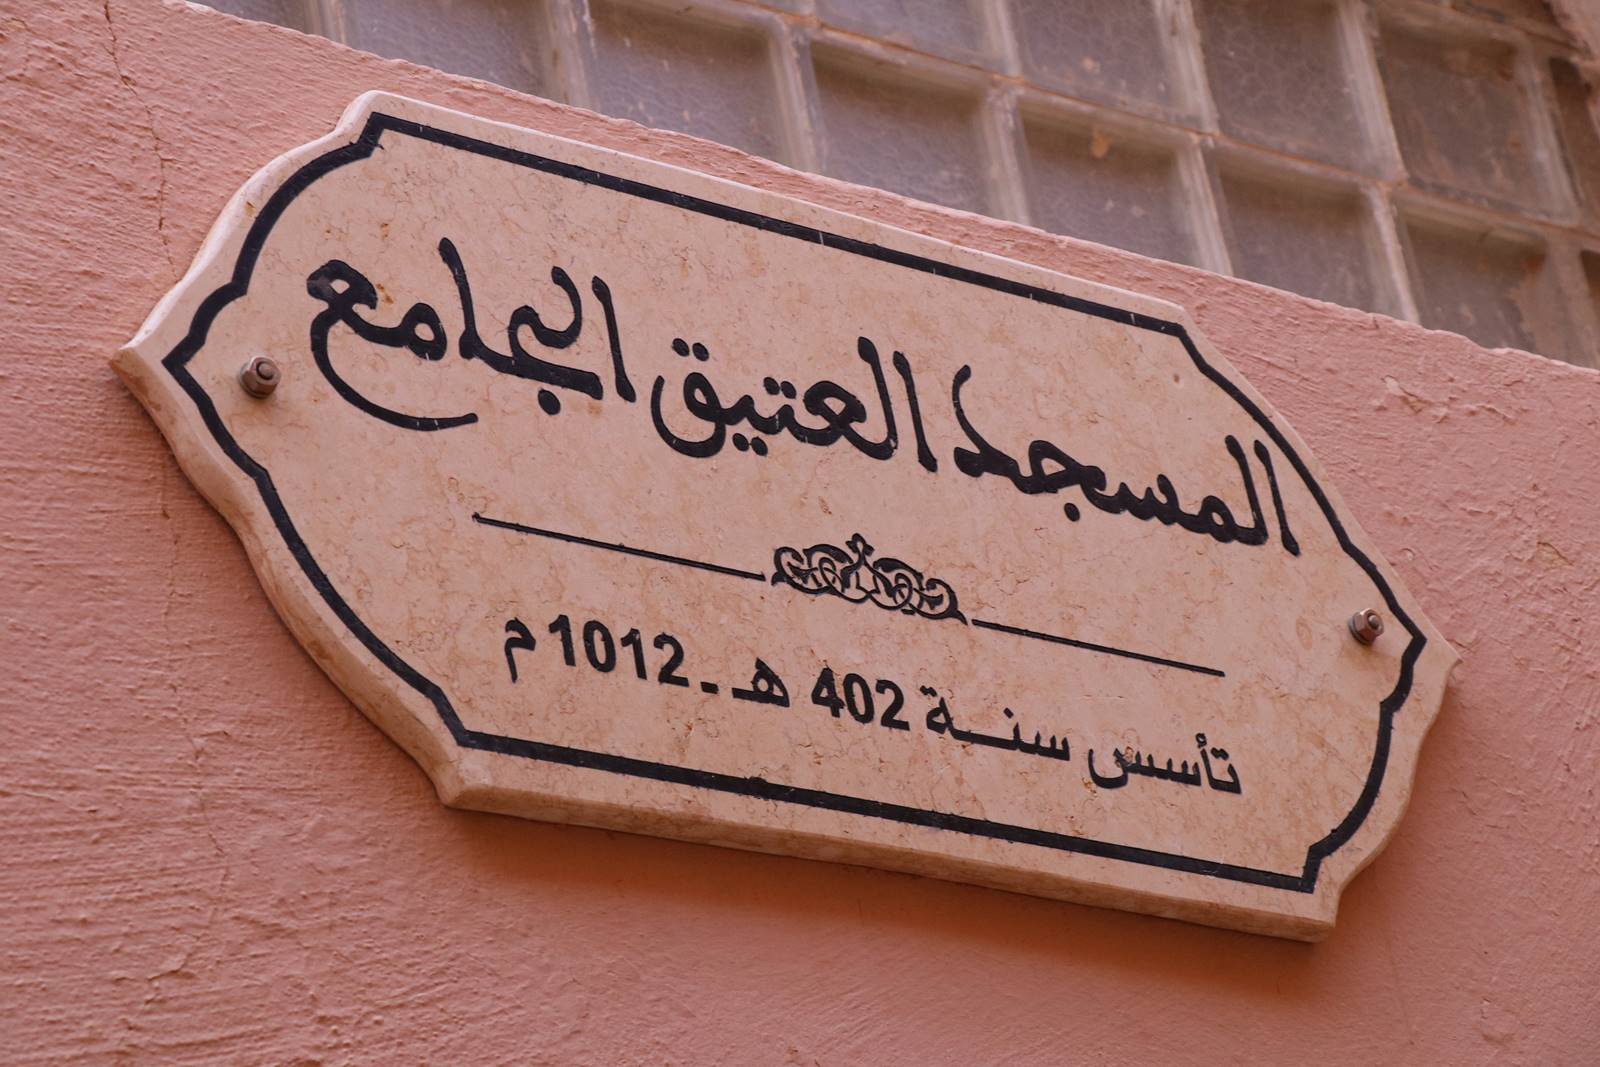 المسجد العتيق الجامع
تأسس سنة 402 هـ - 1012 م